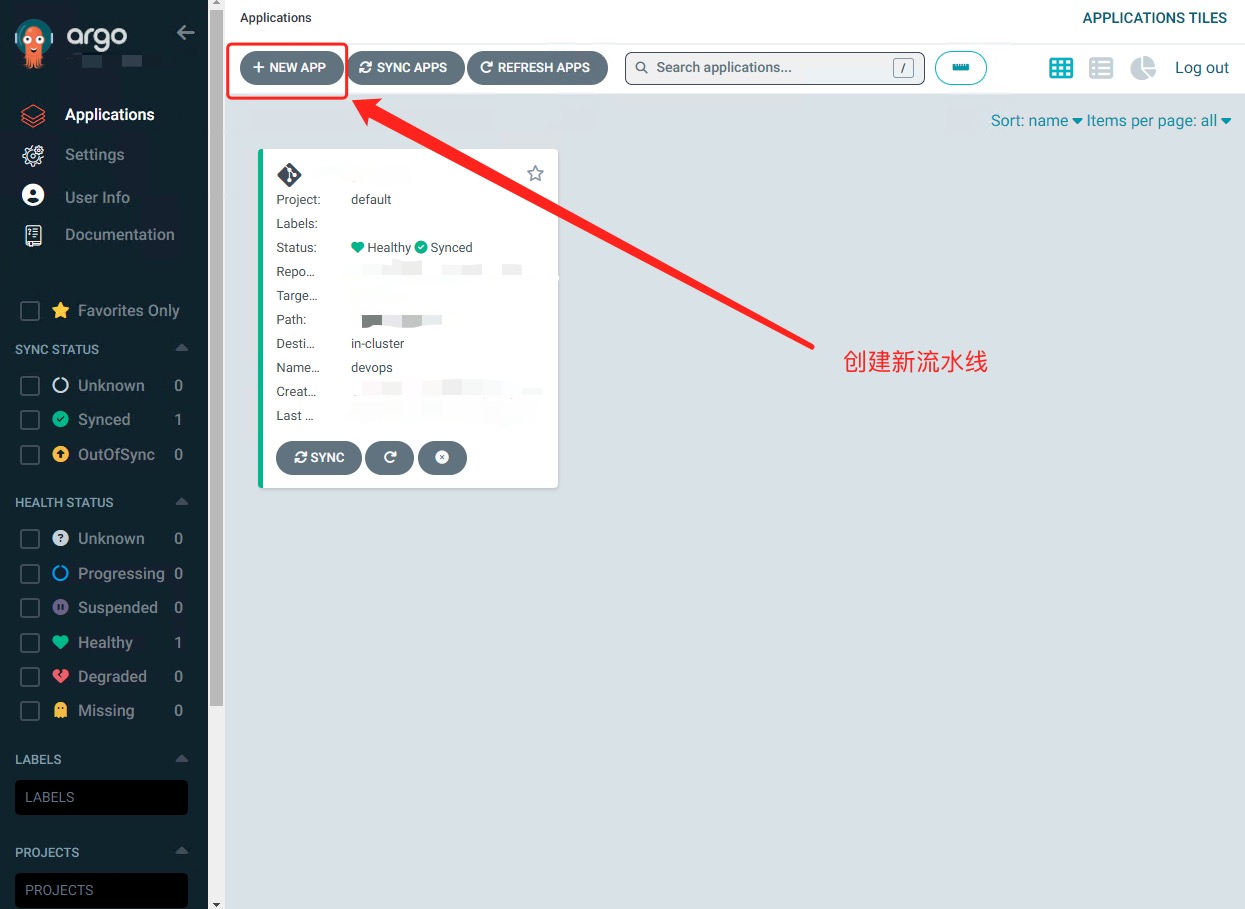 argo
Applications
Settings
User Info
Documentation
Favorites Only
SYNC STATUS
Unknown 0
Synced 1
OutOfSync 0
HEALTH STATUS
Unknown 0
Progressing 0
Suspended 0
Healthy 1
Degraded 0
Missing 0
LABELS
LABELS
PROJECTS
PROJECTS
Applications
APPLICATIONS TILES
+ NEW APP
SYNC APPS
REFRESH APPS
Search applications...
/
Log out
Sort: name
Items per page: all
Project: default
Labels:
Status: Healthy Synced
Repo...
Targe...
Path:
Desti... in-cluster
Name... devops
Creat...
Last ...
SYNC
创建新流水线